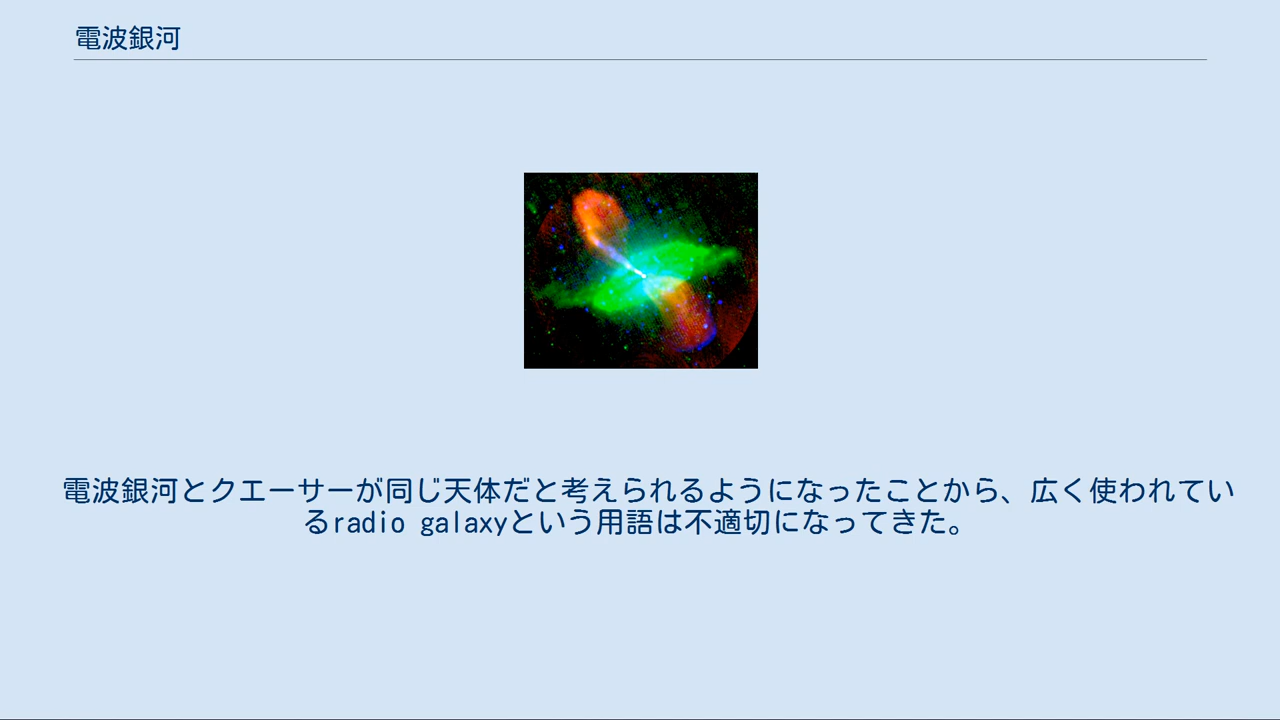 電波銀河
電波銀河とクエーサーが同じ天体だと考えられるようになったことから、広く使われてい
るradio galaxyという用語は不適切になってきた。